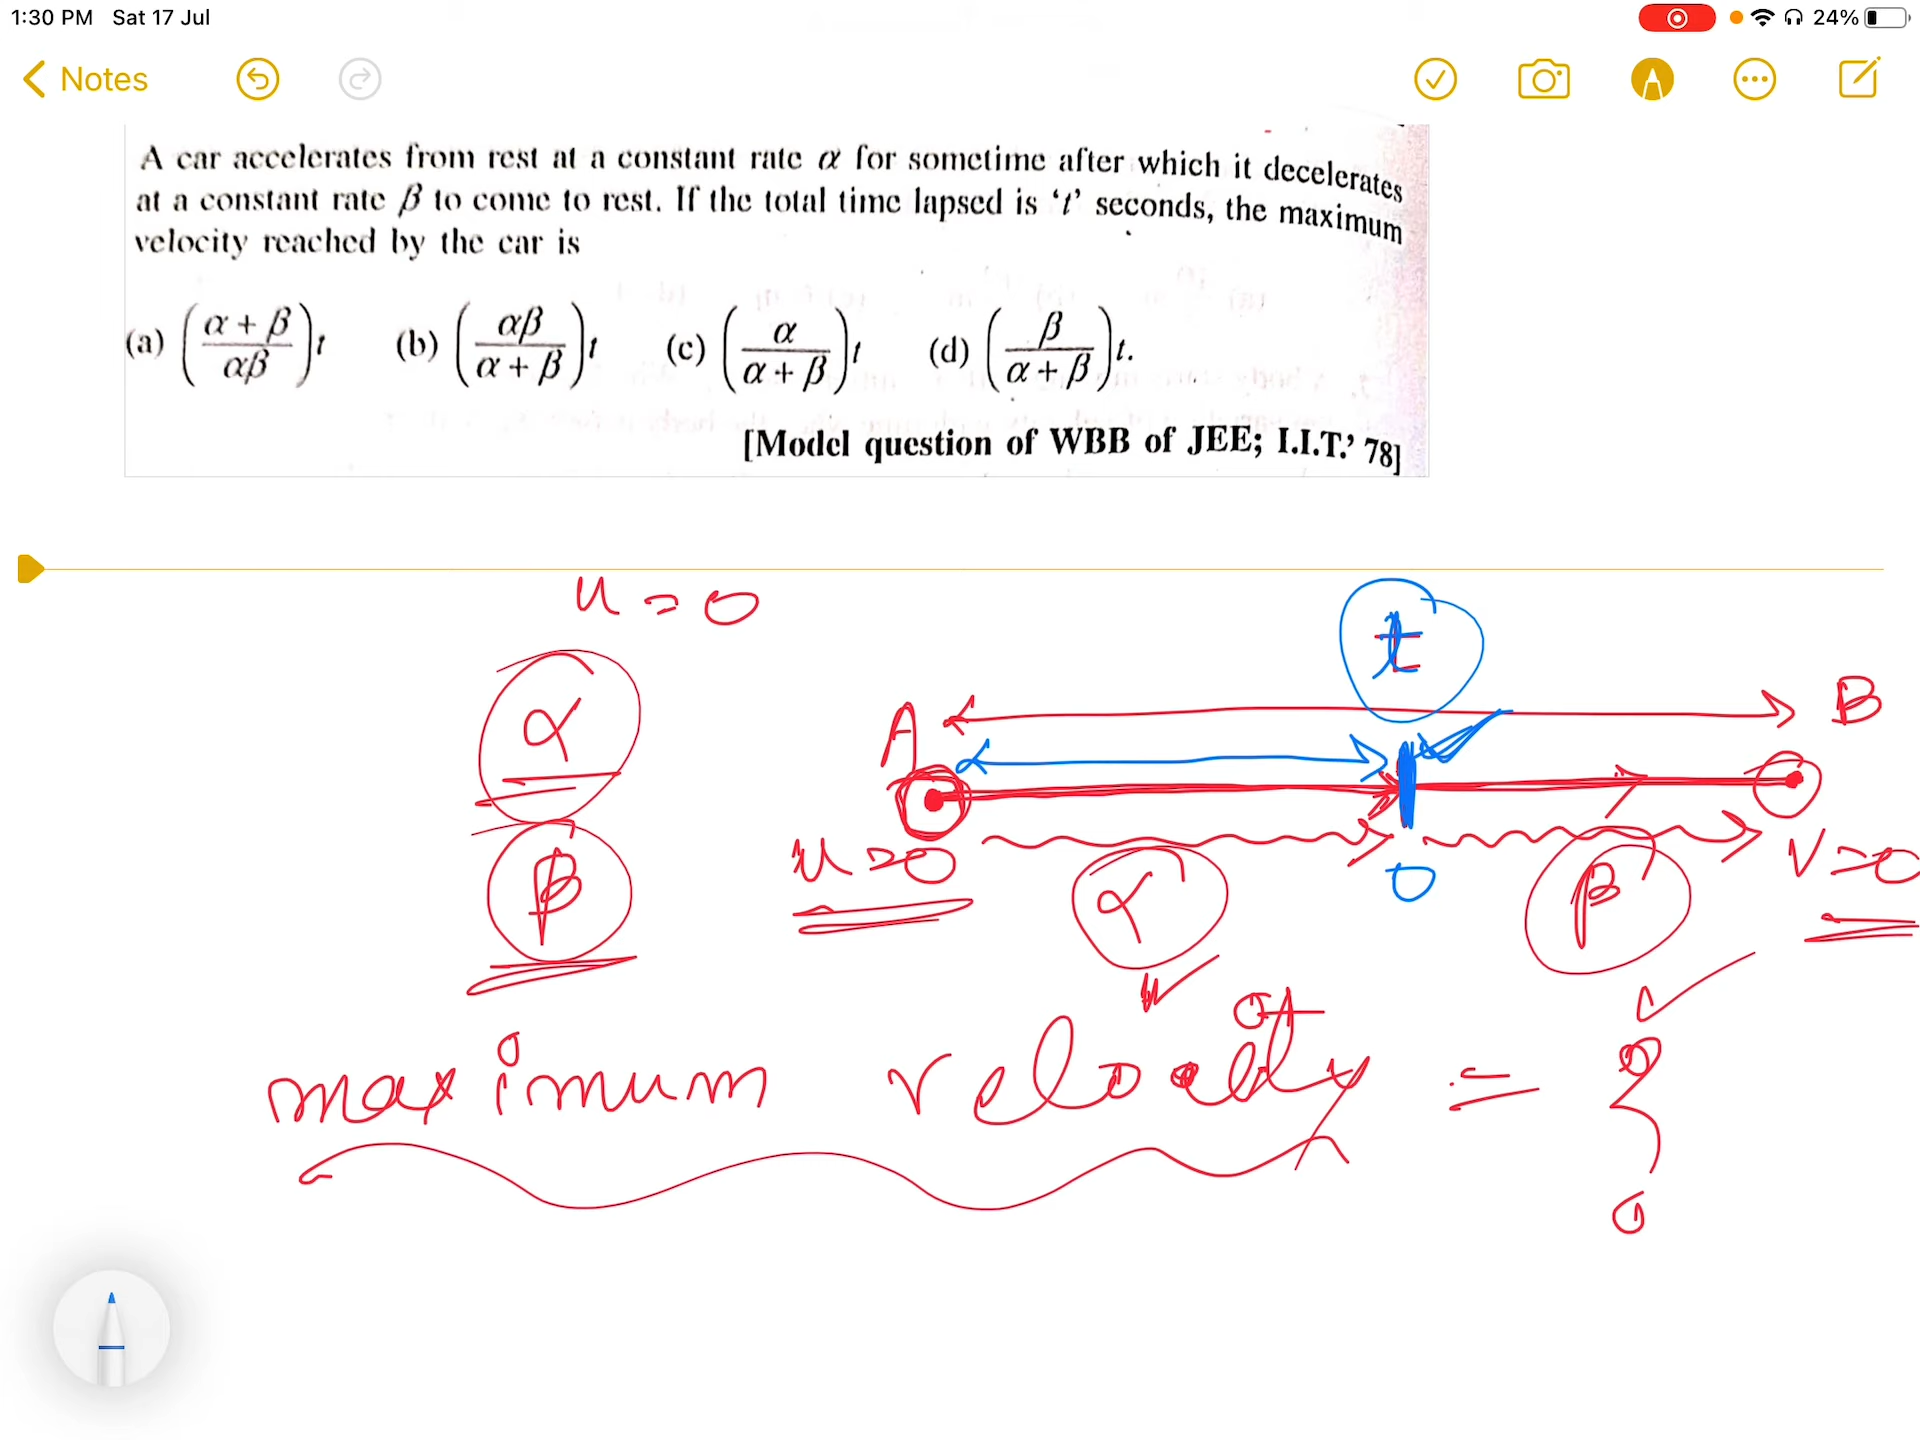 1:30 PM Sat 17 Jul
24%
Notes
A car accelerates from rest at a constant rate α for sometime after which it decelerates
at a constant rate β to come to rest. If the total time lapsed is ‘t’ seconds, the maximum
velocity reached by the car is
(a) ((α + β)/(αβ)) t (b) ((αβ)/(α + β)) t (c) (α/(α + β)) t (d) (β/(α + β)) t.
[Model question of WBB of JEE; I.I.T.’ 78]
u = 0
t
α
A
B
β
u = 0
α
O
β
v = 0
maximum velocity = ?